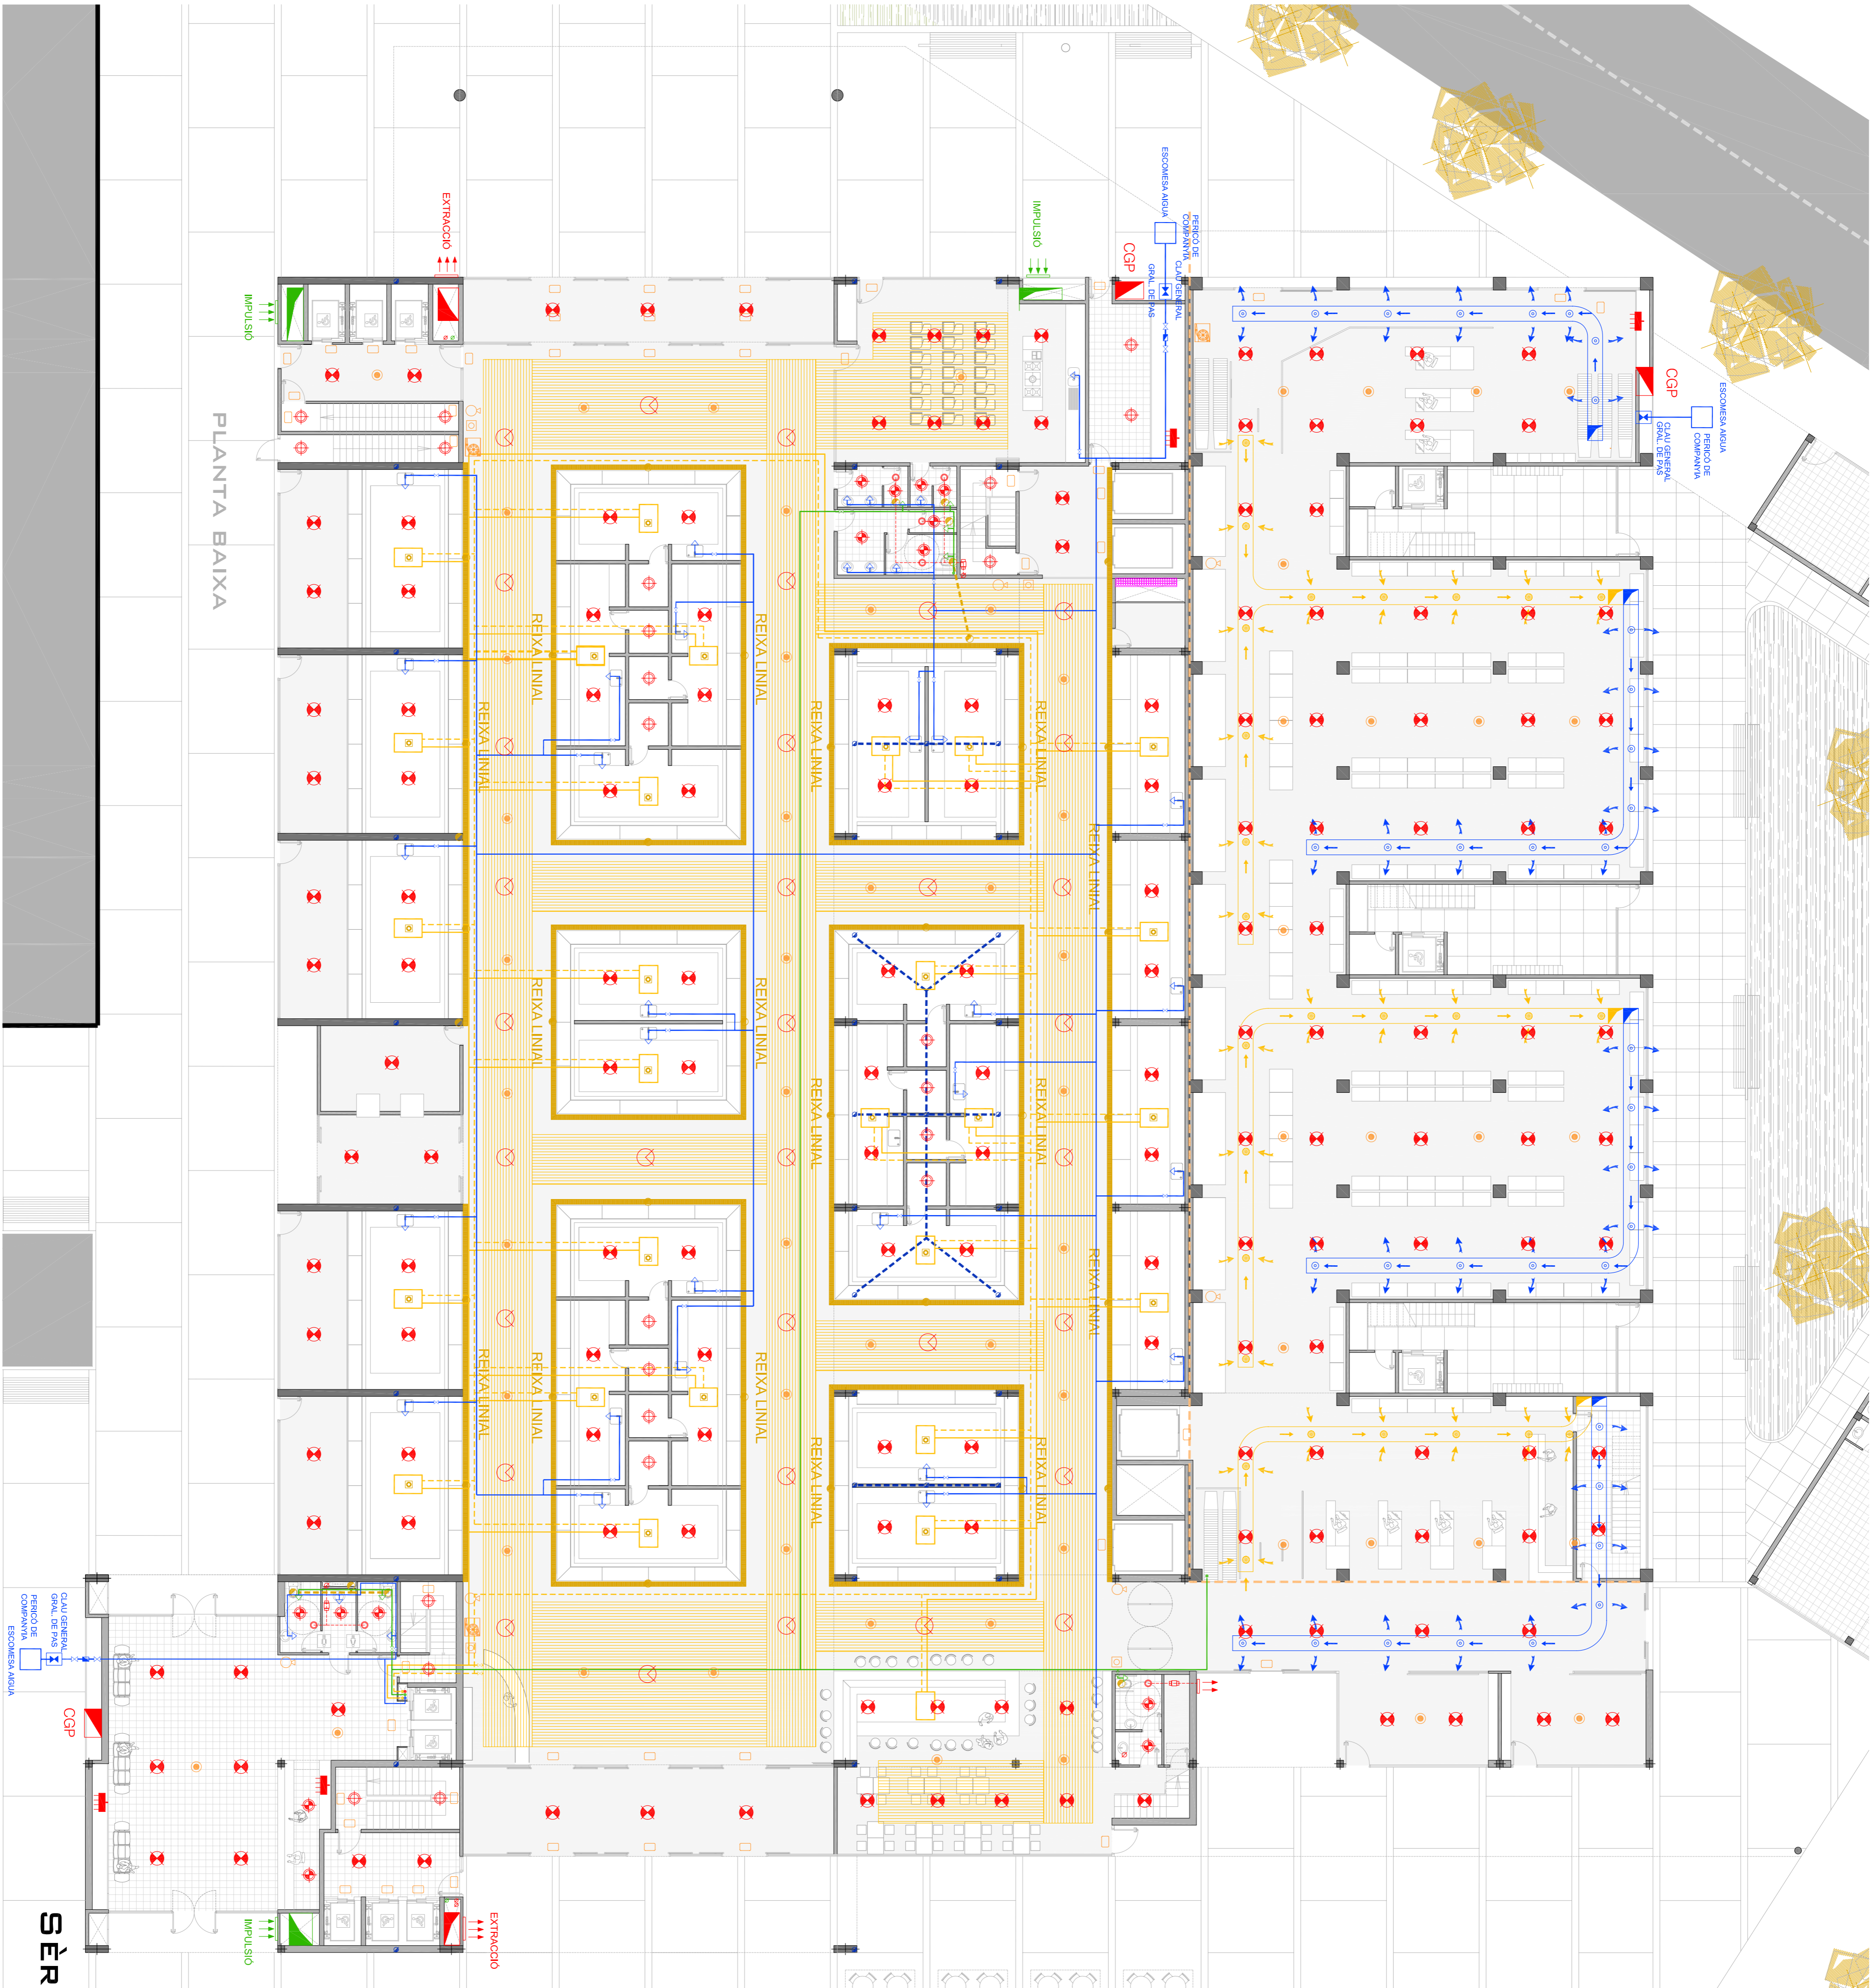 ESCOMESA AIGUA
PERICÓ DE
COMPANYIA
CGP
CLAU GENERAL
GRAL. DE PAS
PERICÓ DE
COMPANYIA
CLAU GENERAL
GRAL. DE PAS
ESCOMESA AIGUA
CGP
REIXA LINIAL
REIXA LINIAL
IMPULSIÓ
REIXA LINIAL
REIXA LINIAL
REIXA LINIAL
REIXA LINIAL
REIXA LINIAL
REIXA LINIAL
REIXA LINIAL
REIXA LINIAL
REIXA LINIAL
REIXA LINIAL
REIXA LINIAL
REIXA LINIAL
REIXA LINIAL
REIXA LINIAL
EXTRACCIÓ
EXTRACCIÓ
IMPULSIÓ
IMPULSIÓ
PLANTA BAIXA
CGP
CLAU GENERAL
GRAL. DE PAS
PERICÓ DE
COMPANYIA
ESCOMESA AIGUA
SÈR